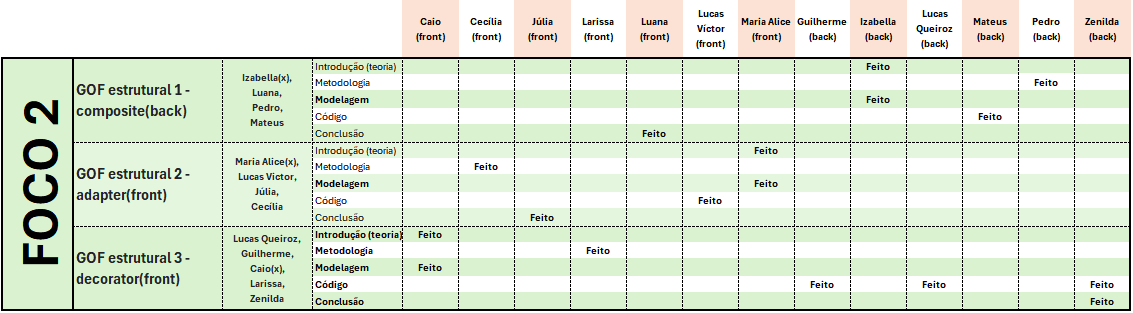 Caio (front) Cecília (front) Júlia (front) Larissa (front) Luana (front) Lucas Víctor (front) Maria Alice (front) Guilherme (back) Izabella (back) Lucas Queiroz (back) Mateus (back) Pedro (back) Zenilda (back)
FOCO 2
GOF estrutural 1 -
composite(back)
Izabella(x),
Luana,
Pedro,
Mateus
Introdução (teoria) Feito
Metodologia Feito
Modelagem Feito
Código Feito
Conclusão Feito
GOF estrutural 2 -
adapter(front)
Maria Alice(x),
Lucas Victor,
Júlia,
Cecília
Introdução (teoria) Feito
Metodologia Feito
Modelagem Feito
Código Feito
Conclusão Feito
GOF estrutural 3 -
decorator(front)
Lucas Queiroz,
Guilherme,
Caio(x),
Larissa,
Zenilda
Introdução (teoria) Feito
Metodologia Feito
Modelagem Feito
Código Feito Feito Feito
Conclusão Feito